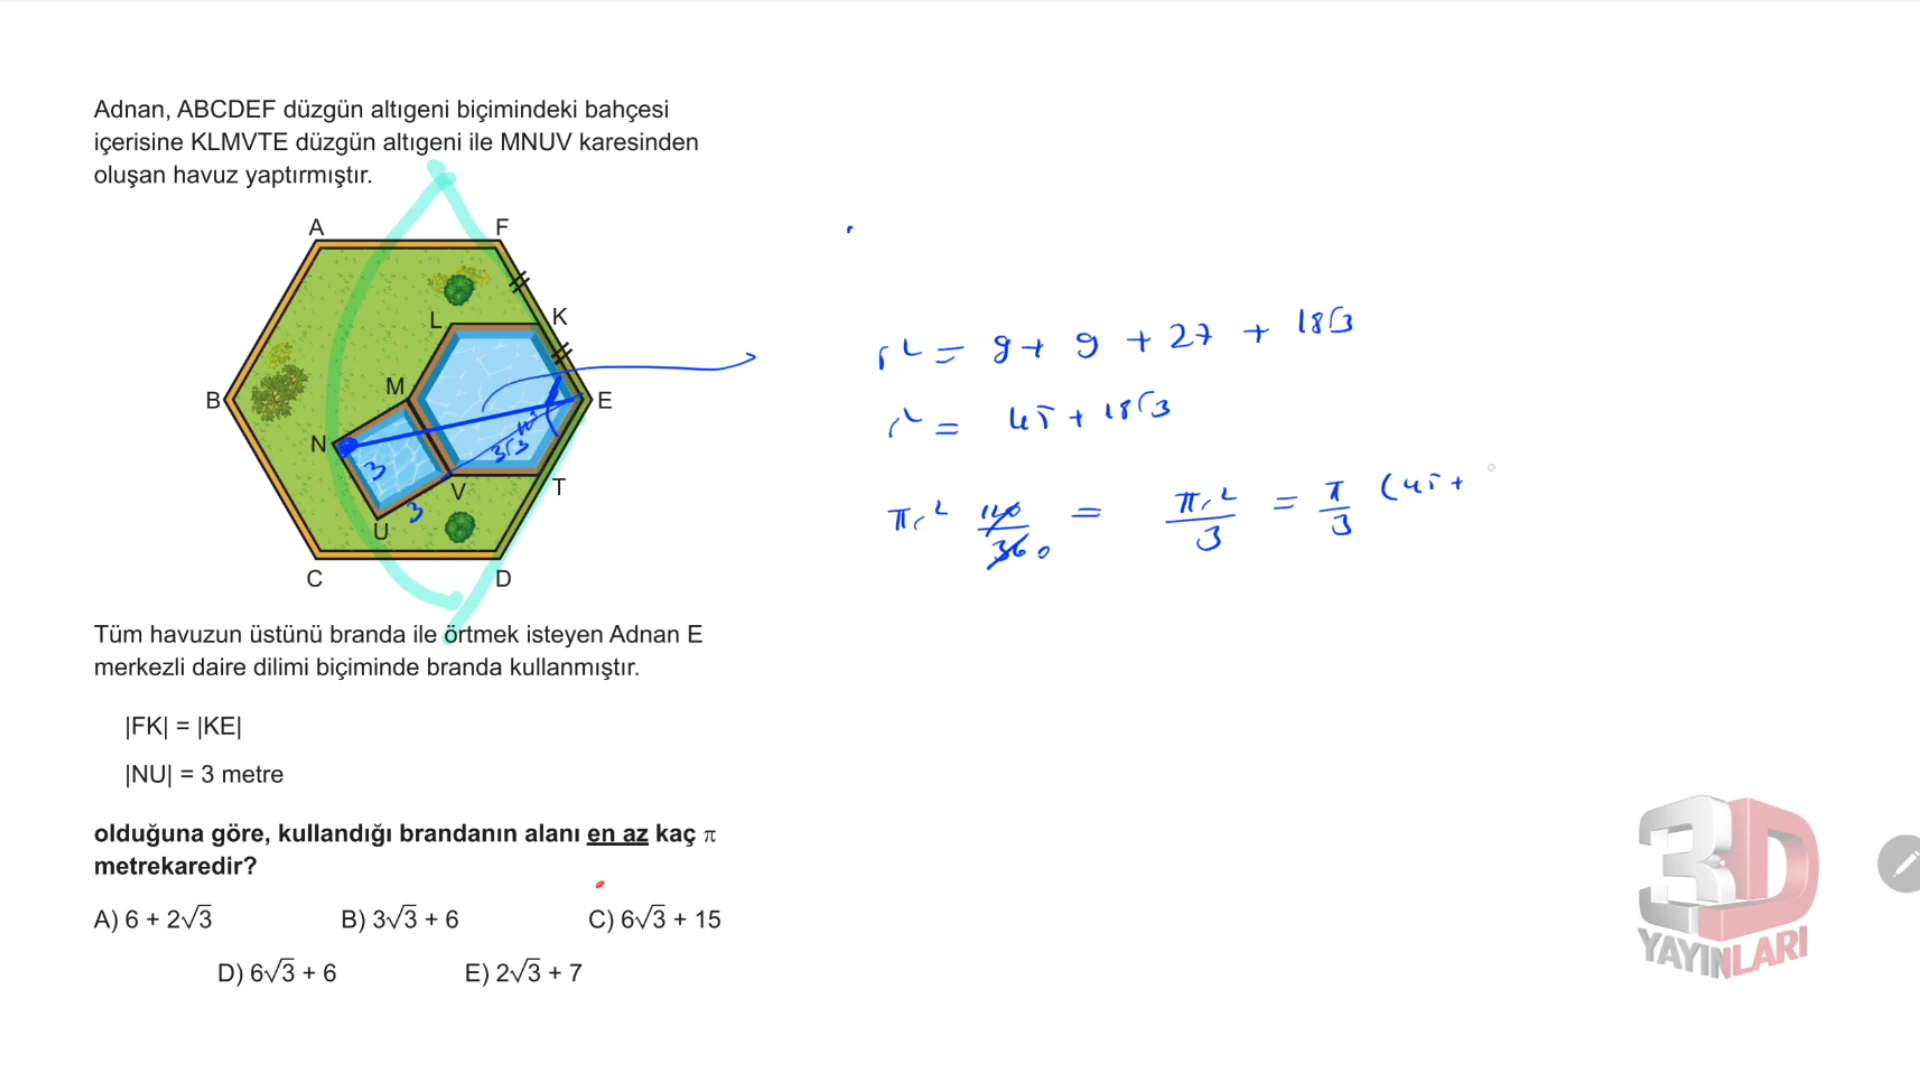 Adnan, ABCDEF düzgün altıgeni biçimindeki bahçesi
içerisine KLMVTE düzgün altıgeni ile MNUV karesinden
oluşan havuz yaptırmıştır.
A
F
L
K
M
B
E
N
3√3
3
V
T
3
U
C
D
r² = 9 + 9 + 27 + 18√3
r² = 45 + 18√3
πr² 120/360 = πr²/3 = π/3 (45 +
Tüm havuzun üstünü branda ile örtmek isteyen Adnan E
merkezli daire dilimi biçiminde branda kullanmıştır.
|FK| = |KE|
|NU| = 3 metre
olduğuna göre, kullandığı brandanın alanı en az kaç π
metrekaredir?
A) 6 + 2√3 B) 3√3 + 6 C) 6√3 + 15
D) 6√3 + 6 E) 2√3 + 7
3D
YAYINLARI